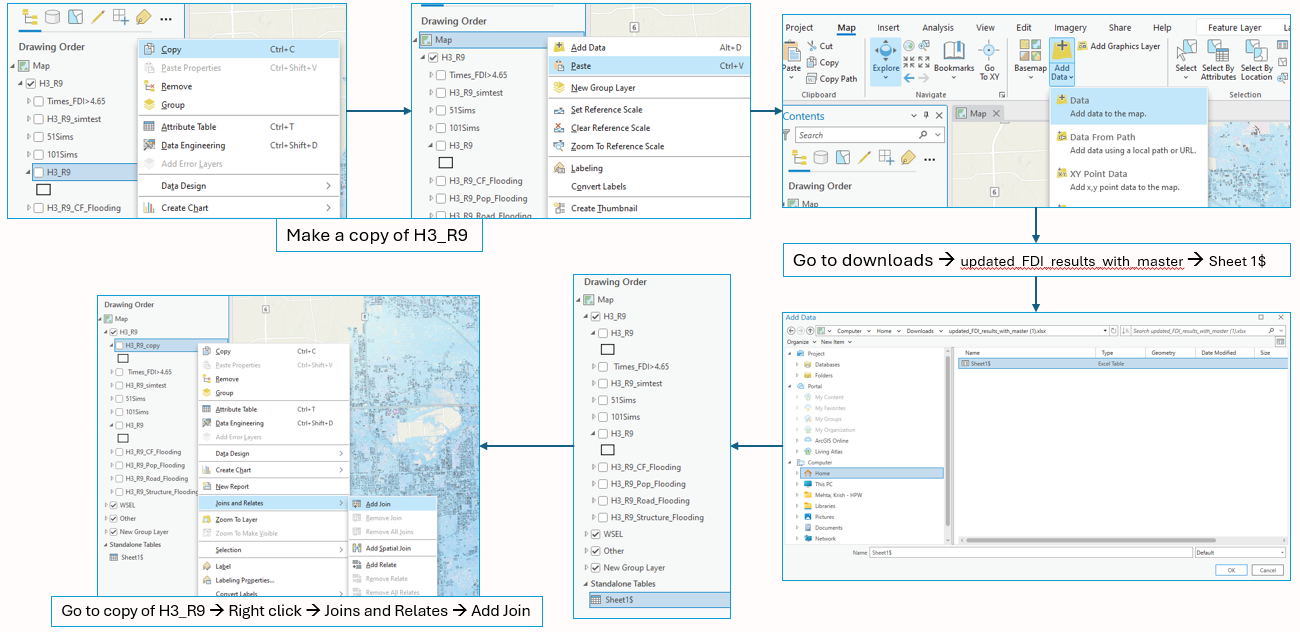 Drawing Order
Map
H3_R9
Times_FDI>4.65
H3_R9_simtest
51Sims
101Sims
H3_R9
H3_R9_CF_Flooding
Copy Ctrl+C
Paste Properties Ctrl+Shift+V
Remove
Group
Attribute Table Ctrl+T
Data Engineering Ctrl+Shift+D
Add Error Layers
Data Design
Create Chart
Drawing Order
Map
H3_R9
Times_FDI>4.65
H3_R9_simtest
51Sims
101Sims
H3_R9
H3_R9_CF_Flooding
H3_R9_Pop_Flooding
H3_R9_Road_Flooding
6
Add Data Alt+D
Paste Ctrl+V
New Group Layer
Set Reference Scale
Clear Reference Scale
Zoom To Reference Scale
Labeling
Convert Labels
Create Thumbnail
Make a copy of H3_R9
Project Map Insert Analysis View Edit Imagery Share Help Feature Layer La
Paste
Cut
Copy
Copy Path
Clipboard
Explore
Bookmarks
Go To XY
Navigate
Basemap
Add Data
Add Graphics Layer
Select
Select By Attributes
Select By Location
Selection
Contents
Search
Drawing Order
Map
Map
6
Data
Add data to the map.
Data From Path
Add data using a local path or URL.
XY Point Data
Add x,y point data to the map.
Go to downloads → updated_FDI_results_with_master → Sheet 1$
Add Data
Computer Home Downloads updated_FDI_results_with_master (1).xlsx
Search updated_FDI_results_with_master (1).xlsx
Organize New Item
Project
Databases
Folders
Portal
My Content
My Favorites
My Groups
My Organization
ArcGIS Online
Living Atlas
Computer
Home
This PC
Mehta, Krish - HPW
Libraries
Pictures
Documents
Network
Name Type Geometry Date Modified Size
Sheet1$ Excel Table
Name Sheet1$ Default
OK Cancel
Drawing Order
Map
H3_R9
H3_R9
Times_FDI>4.65
H3_R9_simtest
51Sims
101Sims
H3_R9
H3_R9_CF_Flooding
H3_R9_Pop_Flooding
H3_R9_Road_Flooding
H3_R9_Structure_Flooding
WSEL
Other
New Group Layer
Standalone Tables
Sheet1$
Drawing Order
Map
H3_R9
H3_R9_copy
Times_FDI>4.65
H3_R9_simtest
51Sims
101Sims
H3_R9
H3_R9_CF_Flooding
H3_R9_Pop_Flooding
H3_R9_Road_Flooding
H3_R9_Structure_Flooding
WSEL
Other
New Group Layer
Standalone Tables
Sheet1$
6
Copy Ctrl+C
Paste Properties Ctrl+Shift+V
Remove
Group
Attribute Table Ctrl+T
Data Engineering Ctrl+Shift+D
Add Error Layers
Data Design
Create Chart
New Report
Joins and Relates
Zoom To Layer
Zoom To Make Visible
Selection
Label
Labeling Properties...
Convert Labels
Add Join
Remove Join
Remove All Joins
Add Spatial Join
Add Relate
Remove Relate
Remove All Relates
Go to copy of H3_R9 → Right click → Joins and Relates → Add Join